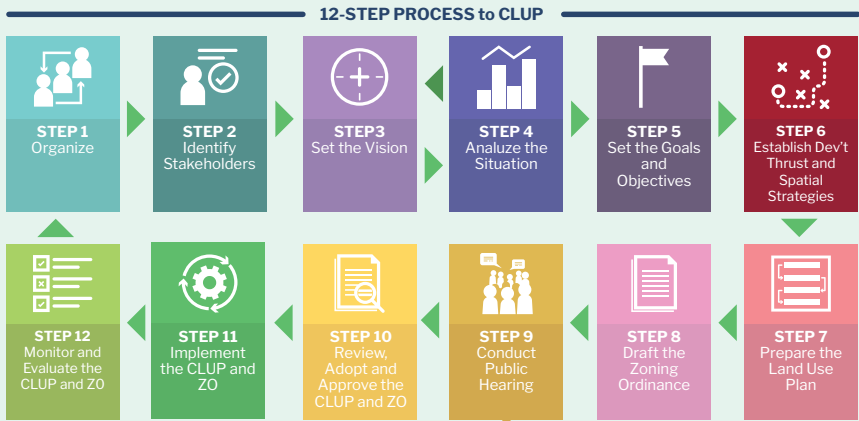 12-STEP PROCESS to CLUP
STEP 1
Organize
STEP 2
Identify
Stakeholders
STEP3
Set the Vision
STEP 4
Analuze the
Situation
STEP 5
Set the Goals
and
Objectives
STEP 6
Establish Dev't
Thrust and
Spatial
Strategies
STEP 12
Monitor and
Evaluate the
CLUP and ZO
STEP 11
Implement
the CLUP and
ZO
STEP 10
Review,
Adopt and
Approve the
CLUP and ZO
STEP 9
Conduct
Public
Hearing
STEP 8
Draft the
Zoning
Ordinance
STEP 7
Prepare the
Land Use
Plan